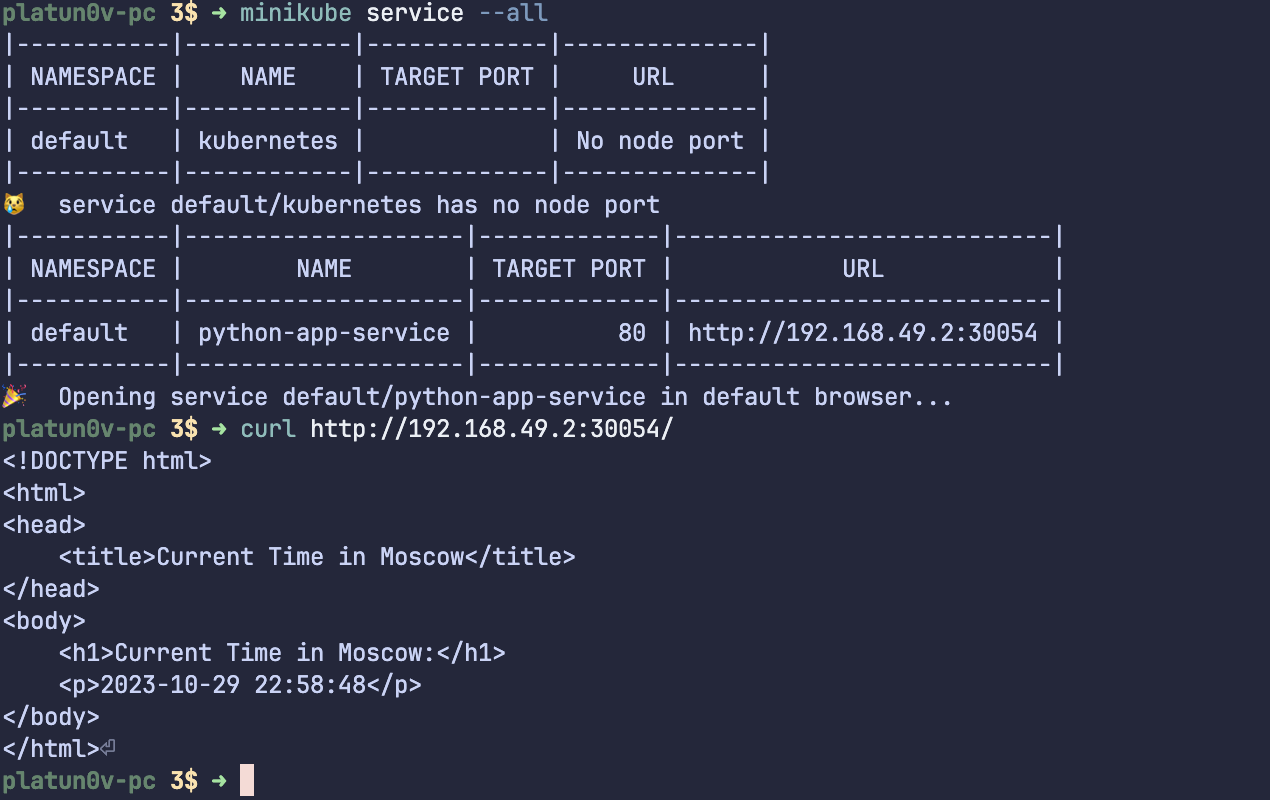 platun0v-pc 3$ ➜ minikube service --all
|-----------|------------|-------------|--------------|
| NAMESPACE |    NAME    | TARGET PORT |     URL      |
|-----------|------------|-------------|--------------|
| default   | kubernetes |             | No node port |
|-----------|------------|-------------|--------------|
😿  service default/kubernetes has no node port
|-----------|--------------------|-------------|---------------------------|
| NAMESPACE |        NAME        | TARGET PORT |            URL            |
|-----------|--------------------|-------------|---------------------------|
| default   | python-app-service |          80 | http://192.168.49.2:30054 |
|-----------|--------------------|-------------|---------------------------|
🎉  Opening service default/python-app-service in default browser...
platun0v-pc 3$ ➜ curl http://192.168.49.2:30054/
<!DOCTYPE html>
<html>
<head>
    <title>Current Time in Moscow</title>
</head>
<body>
    <h1>Current Time in Moscow:</h1>
    <p>2023-10-29 22:58:48</p>
</body>
</html>⏎
platun0v-pc 3$ ➜